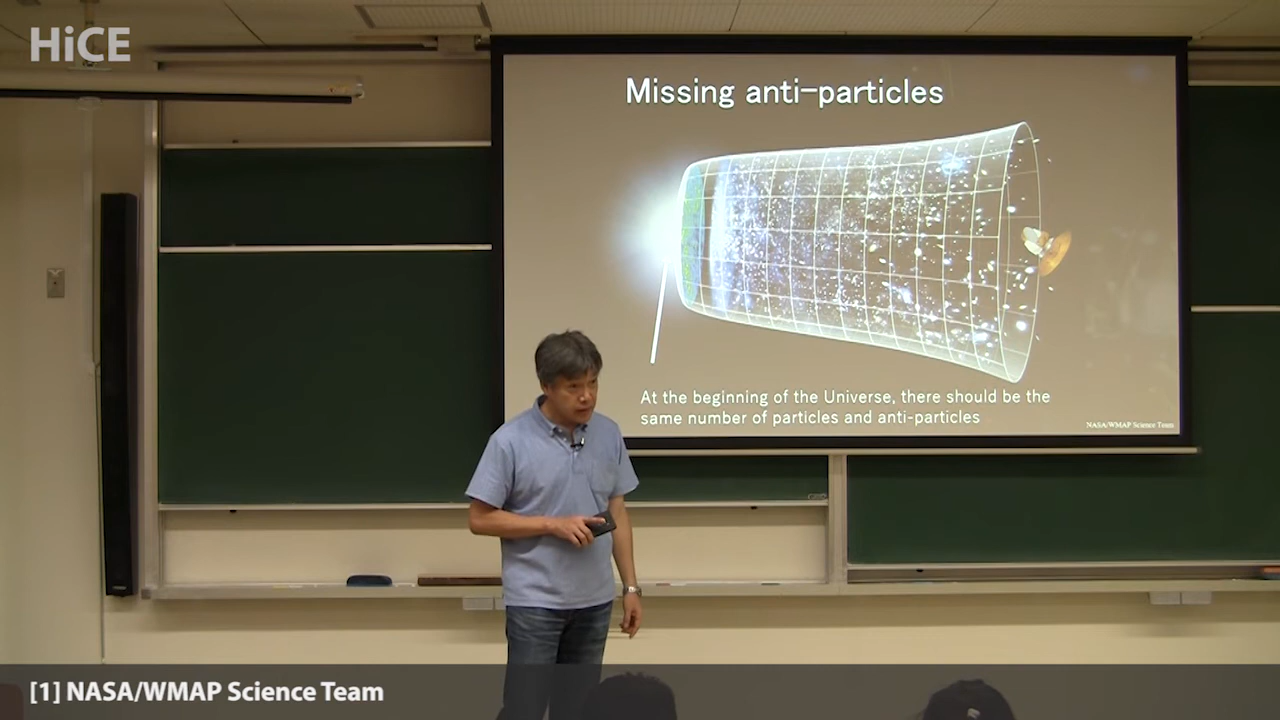 HiCE
Missing anti-particles
At the beginning of the Universe, there should be the
same number of particles and anti-particles
NASA/WMAP Science Team
[1] NASA/WMAP Science Team